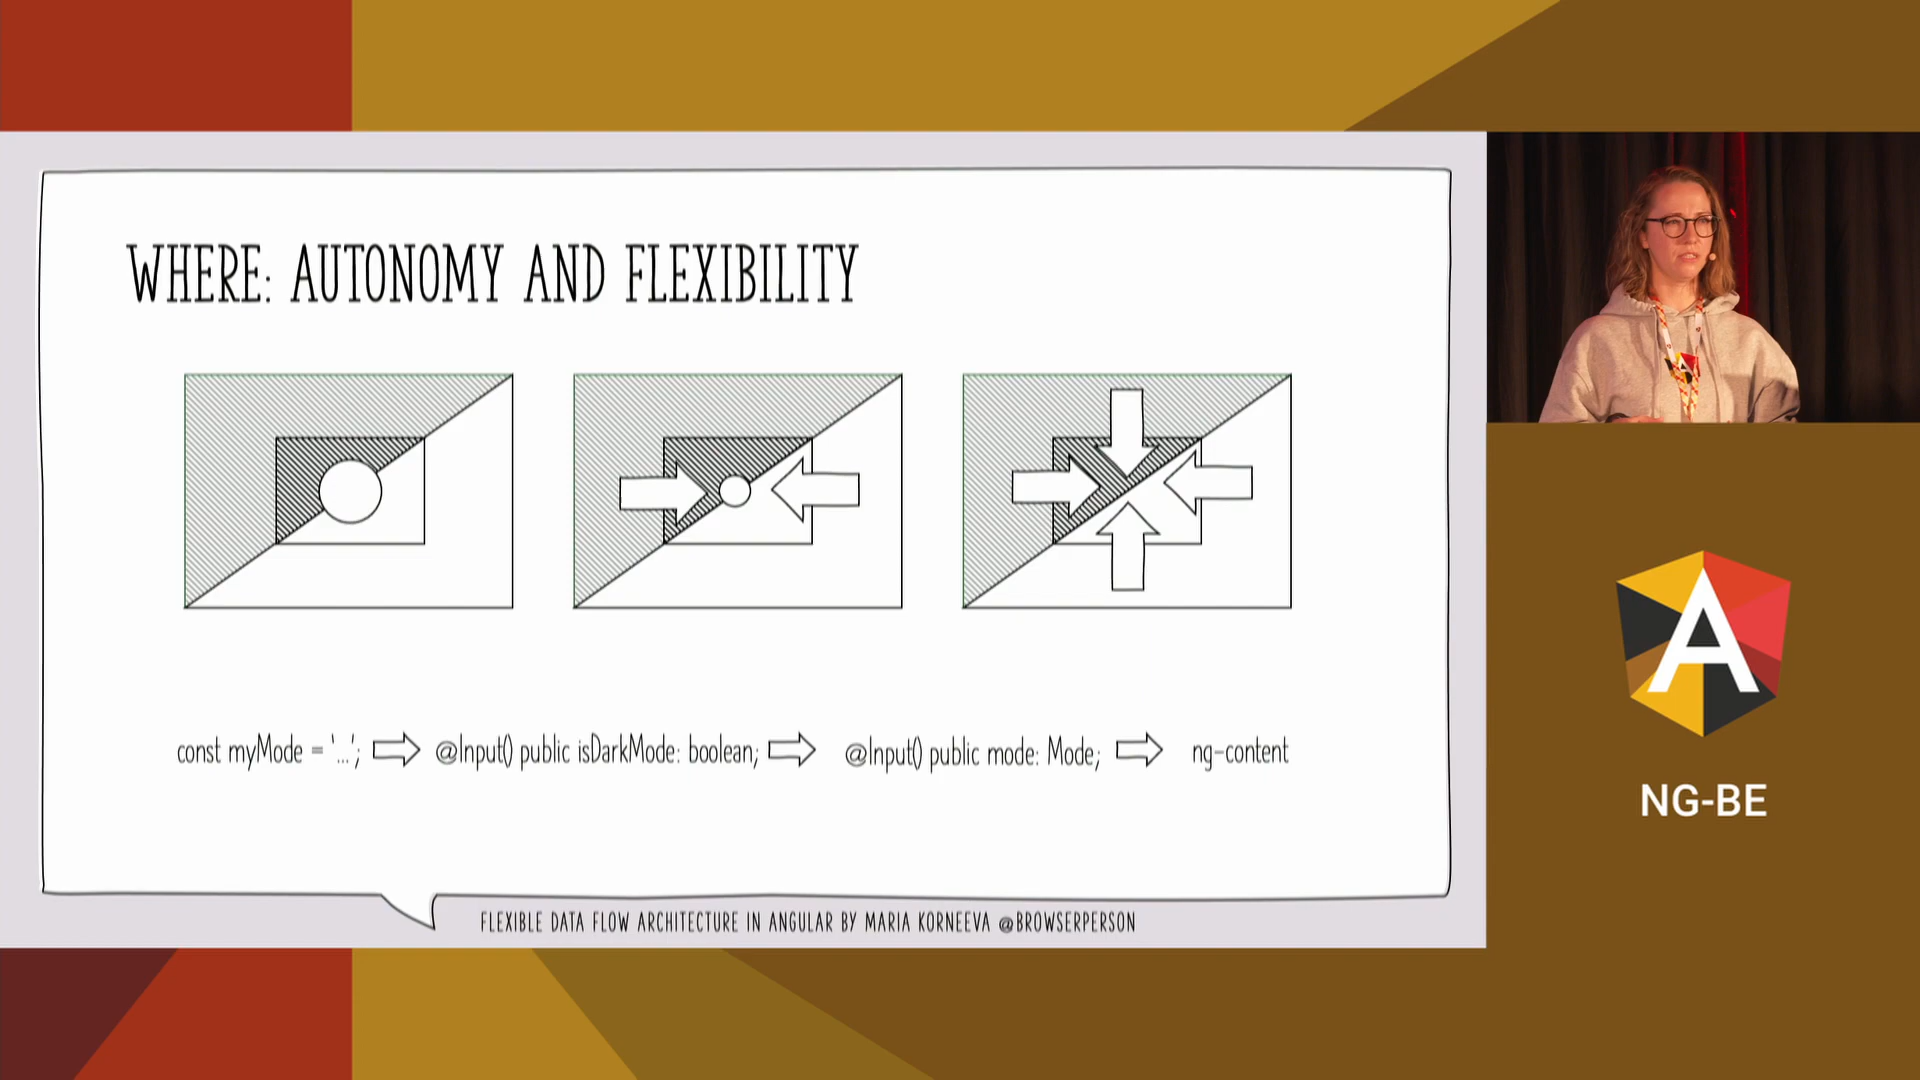 WHERE: AUTONOMY AND FLEXIBILITY
const myMode = '...'; @Input() public isDarkMode: boolean; @Input() public mode: Mode; ng-content
FLEXIBLE DATA FLOW ARCHITECTURE IN ANGULAR BY MARIA KORNEEVA @BROWSERPERSON
A
NG-BE